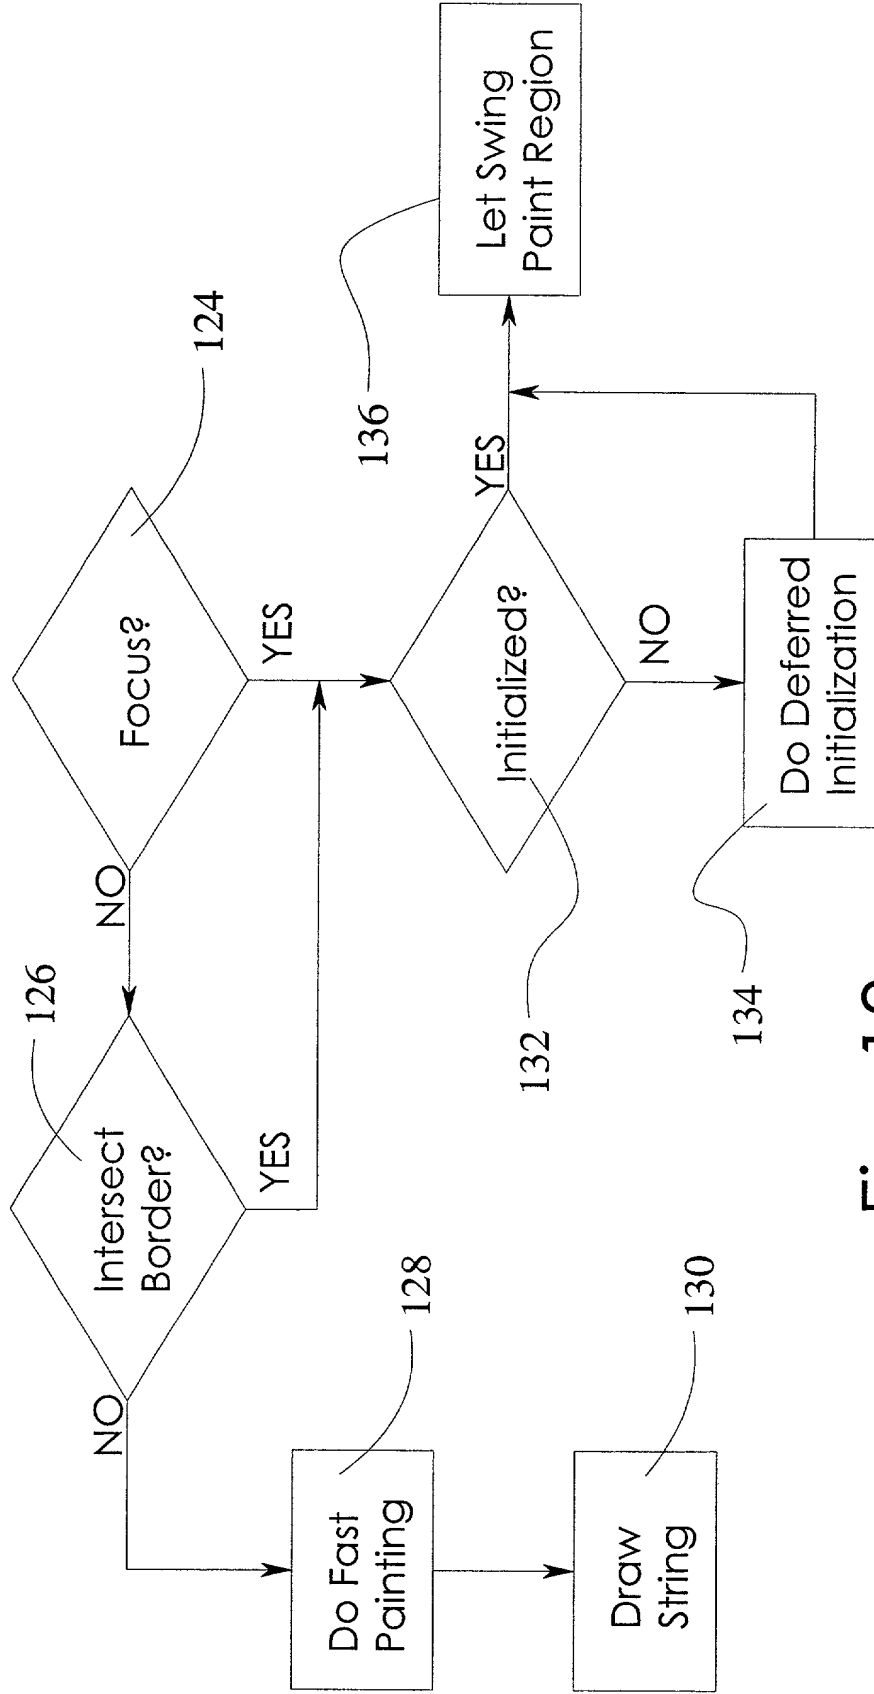 126
NO
Intersect
Border?
NO
Focus?
124
YES
YES
Do Fast
Painting
128
136
YES
Let Swing
Paint Region
Initialized?
132
NO
Draw
String
130
134
Do Deferred
Initialization